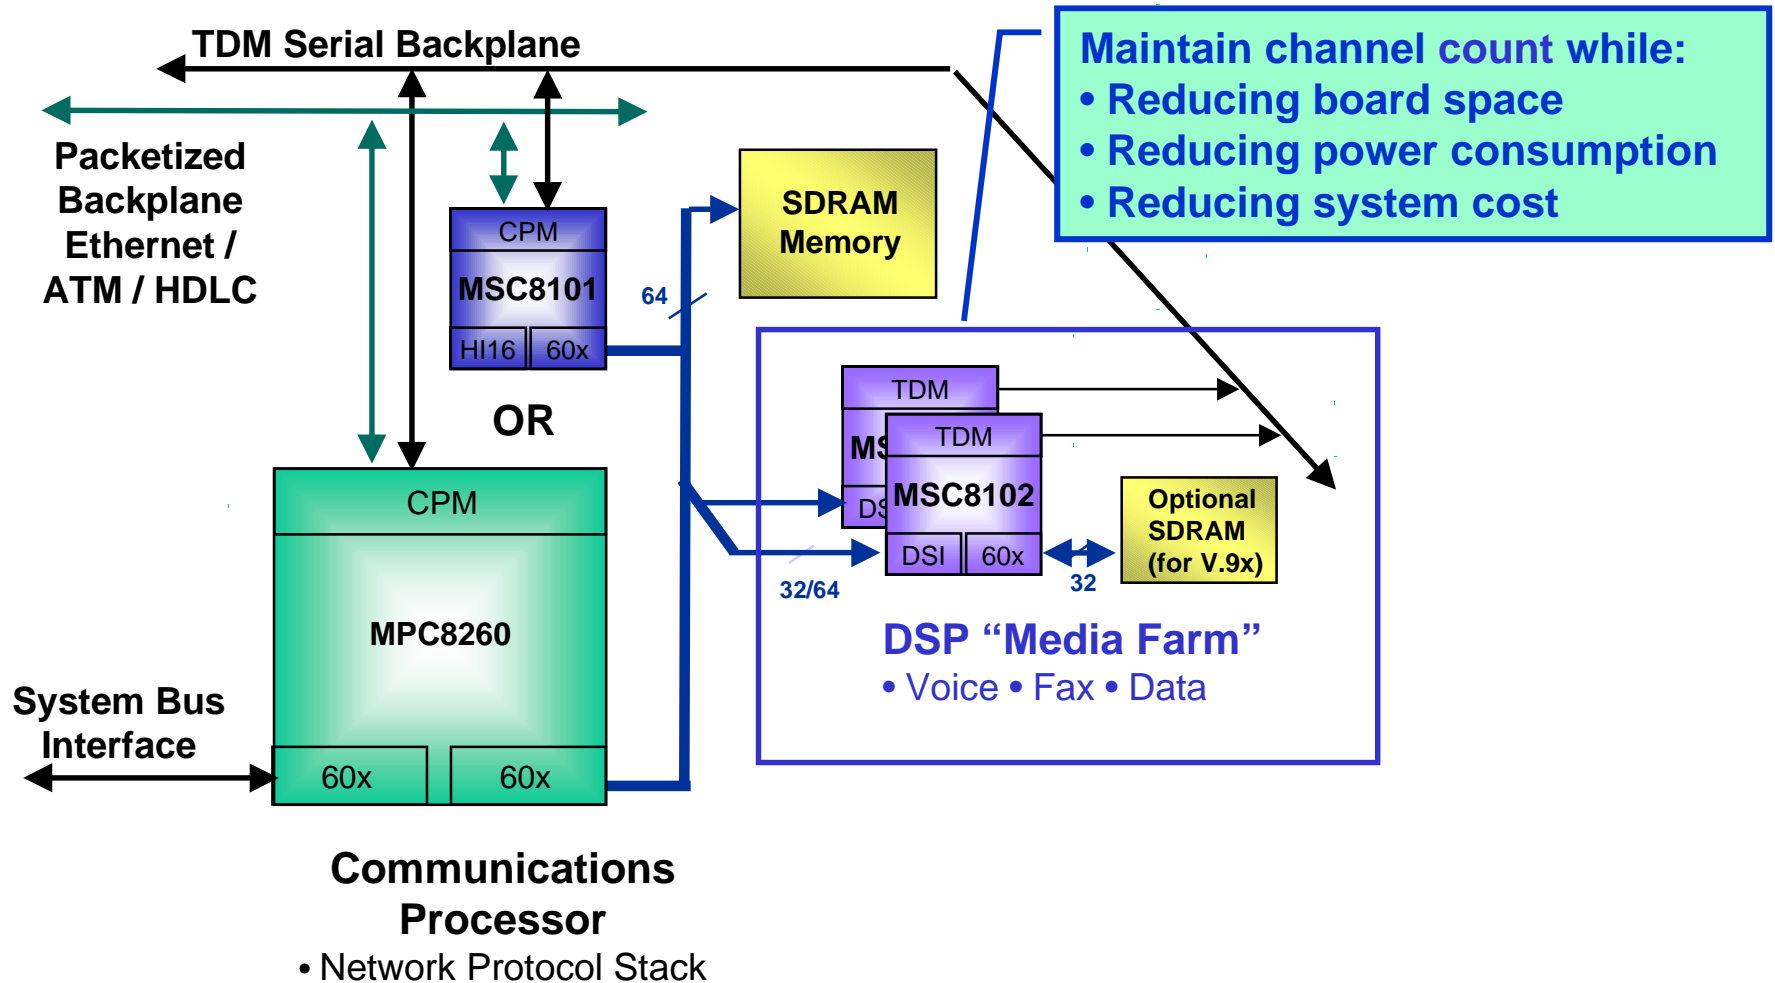 TDM Serial Backplane
Maintain channel count while:
• Reducing board space
• Reducing power consumption
• Reducing system cost
Packetized
Backplane
Ethernet /
ATM / HDLC
CPM
MSC8101
HI16
60x
64
SDRAM
Memory
OR
TDM
MS
DS
TDM
MSC8102
DSI
60x
32/64
32
Optional
SDRAM
(for V.9x)
DSP “Media Farm”
• Voice • Fax • Data
CPM
MPC8260
60x
60x
System Bus
Interface
Communications
Processor
• Network Protocol Stack